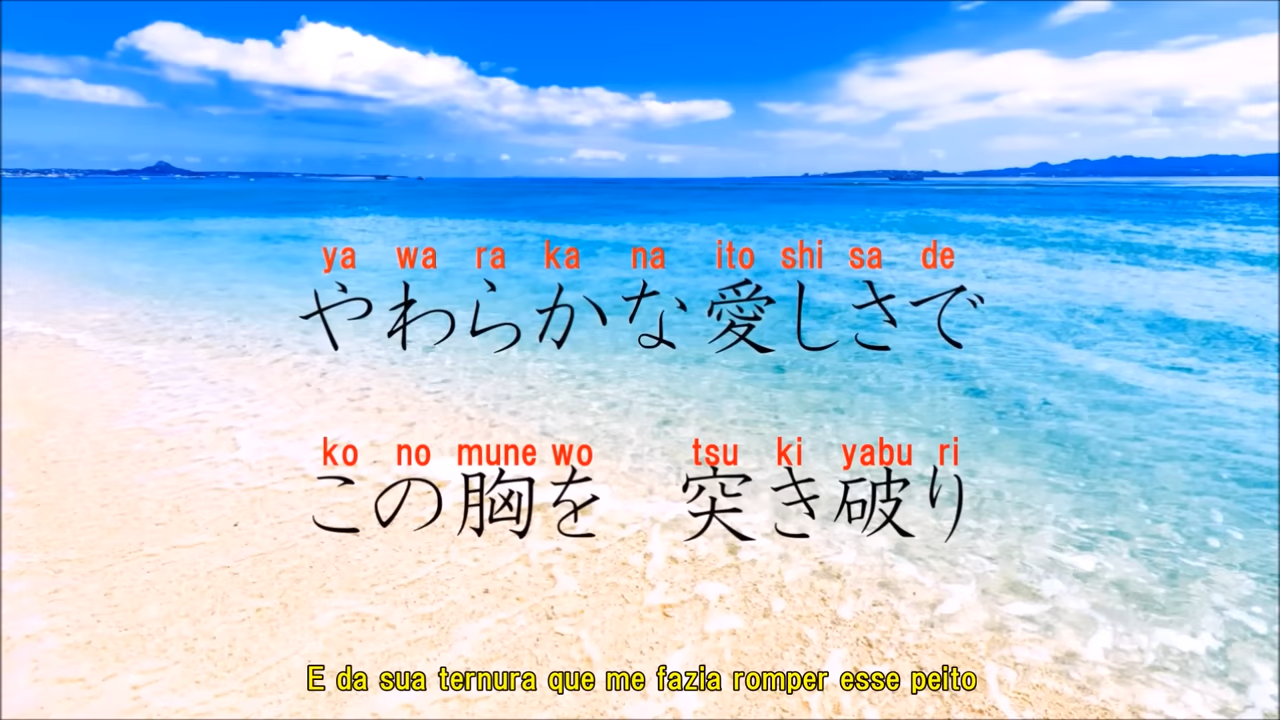 ya wa ra ka na ito shi sa de
やわらかな愛しさで
ko no mune wo tsu ki yabu ri
この胸を　突き破り
E da sua ternura que me fazia romper esse peito